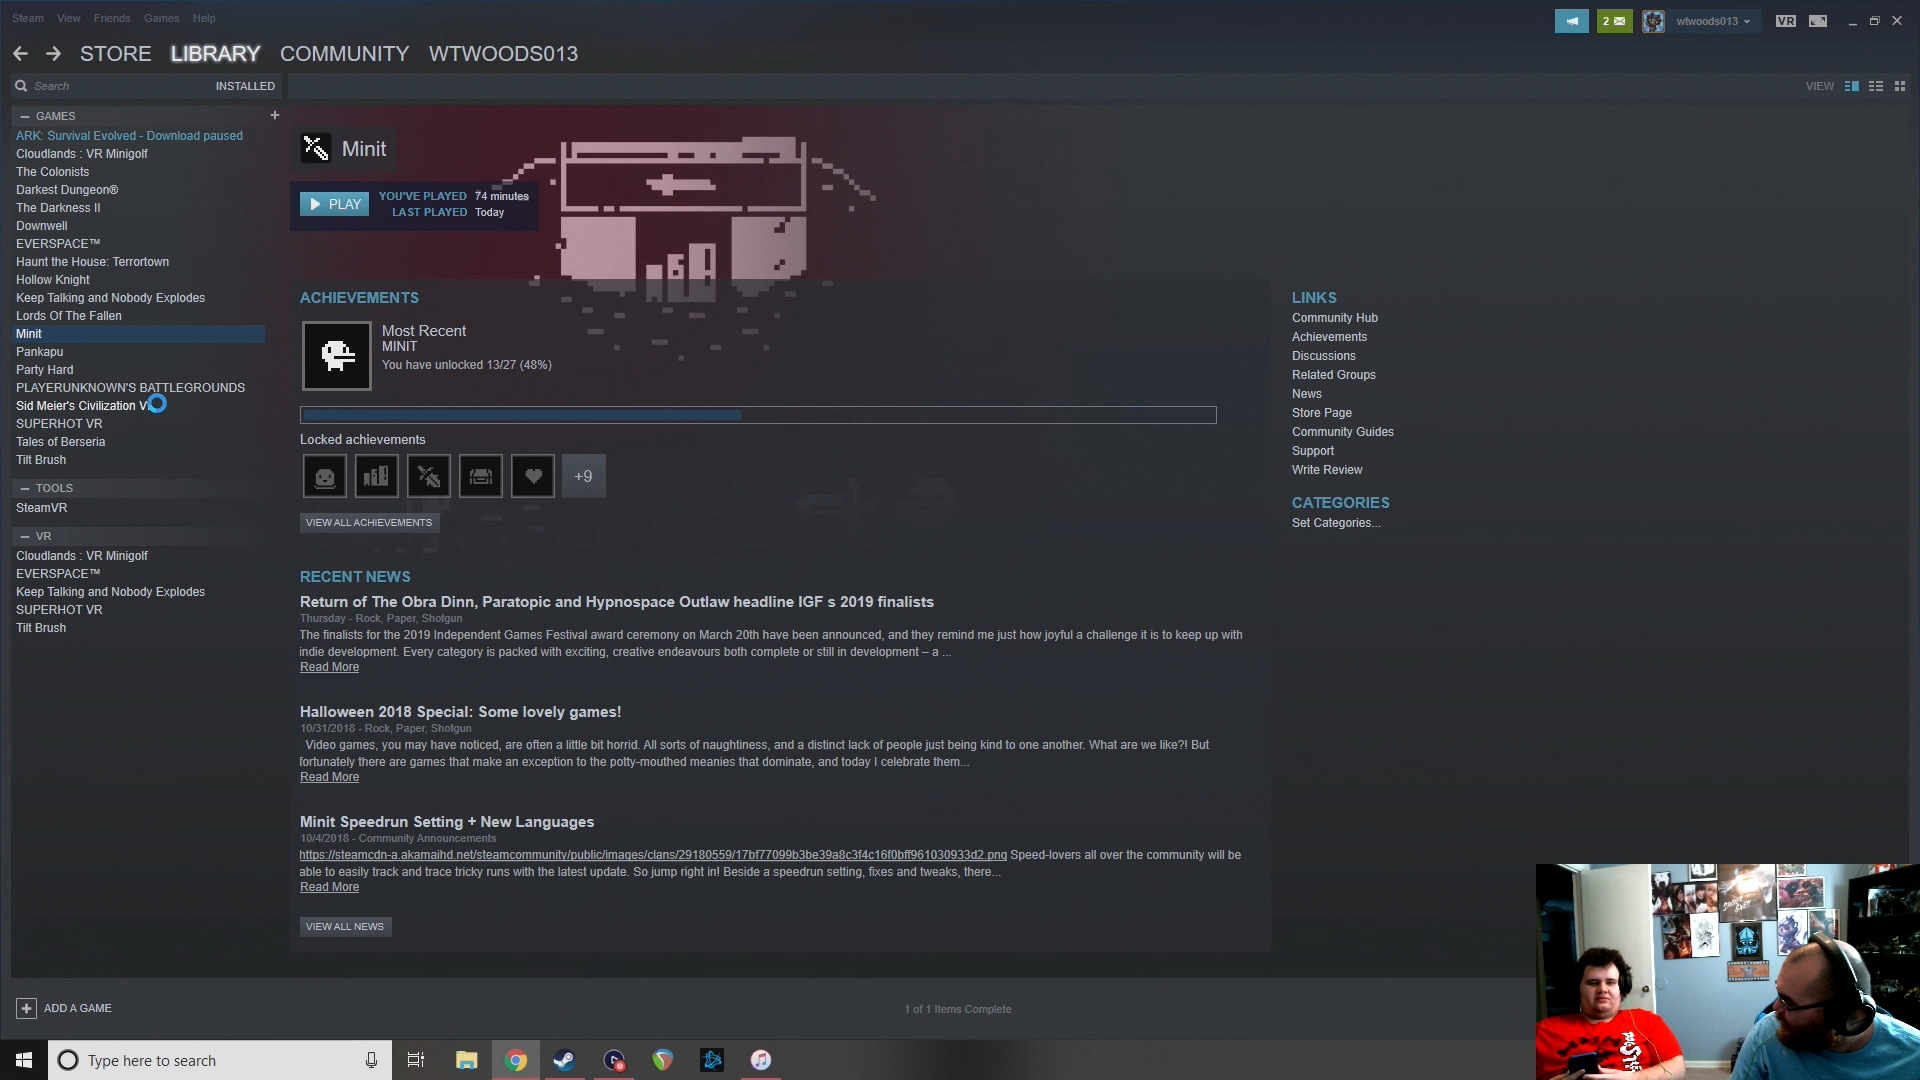 Steam View Friends Games Help
2
wtwoods013
VR
STORE LIBRARY COMMUNITY WTWOODS013
Search
INSTALLED
VIEW
GAMES
ARK: Survival Evolved - Download paused
Cloudlands : VR Minigolf
The Colonists
Darkest Dungeon®
The Darkness II
Downwell
EVERSPACE™
Haunt the House: Terrortown
Hollow Knight
Keep Talking and Nobody Explodes
Lords Of The Fallen
Minit
Pankapu
Party Hard
PLAYERUNKNOWN'S BATTLEGROUNDS
Sid Meier's Civilization V
SUPERHOT VR
Tales of Berseria
Tilt Brush
TOOLS
SteamVR
VR
Cloudlands : VR Minigolf
EVERSPACE™
Keep Talking and Nobody Explodes
SUPERHOT VR
Tilt Brush
Minit
PLAY
YOU'VE PLAYED 74 minutes
LAST PLAYED Today
ACHIEVEMENTS
Most Recent
MINIT
You have unlocked 13/27 (48%)
Locked achievements
+9
VIEW ALL ACHIEVEMENTS
RECENT NEWS
Return of The Obra Dinn, Paratopic and Hypnospace Outlaw headline IGF s 2019 finalists
Thursday - Rock, Paper, Shotgun
The finalists for the 2019 Independent Games Festival award ceremony on March 20th have been announced, and they remind me just how joyful a challenge it is to keep up with
indie development. Every category is packed with exciting, creative endeavours both complete or still in development – a ...
Read More
Halloween 2018 Special: Some lovely games!
10/31/2018 - Rock, Paper, Shotgun
Video games, you may have noticed, are often a little bit horrid. All sorts of naughtiness, and a distinct lack of people just being kind to one another. What are we like?! But
fortunately there are games that make an exception to the potty-mouthed meanies that dominate, and today I celebrate them...
Read More
Minit Speedrun Setting + New Languages
10/4/2018 - Community Announcements
https://steamcdn-a.akamaihd.net/steamcommunity/public/images/clans/29180559/17bf77099b3be39a8c3f4c16f0bff961030933d2.png Speed-lovers all over the community will be
able to easily track and trace tricky runs with the latest update. So jump right in! Beside a speedrun setting, fixes and tweaks, there...
Read More
VIEW ALL NEWS
LINKS
Community Hub
Achievements
Discussions
Related Groups
News
Store Page
Community Guides
Support
Write Review
CATEGORIES
Set Categories...
ADD A GAME
1 of 1 Items Complete
Type here to search